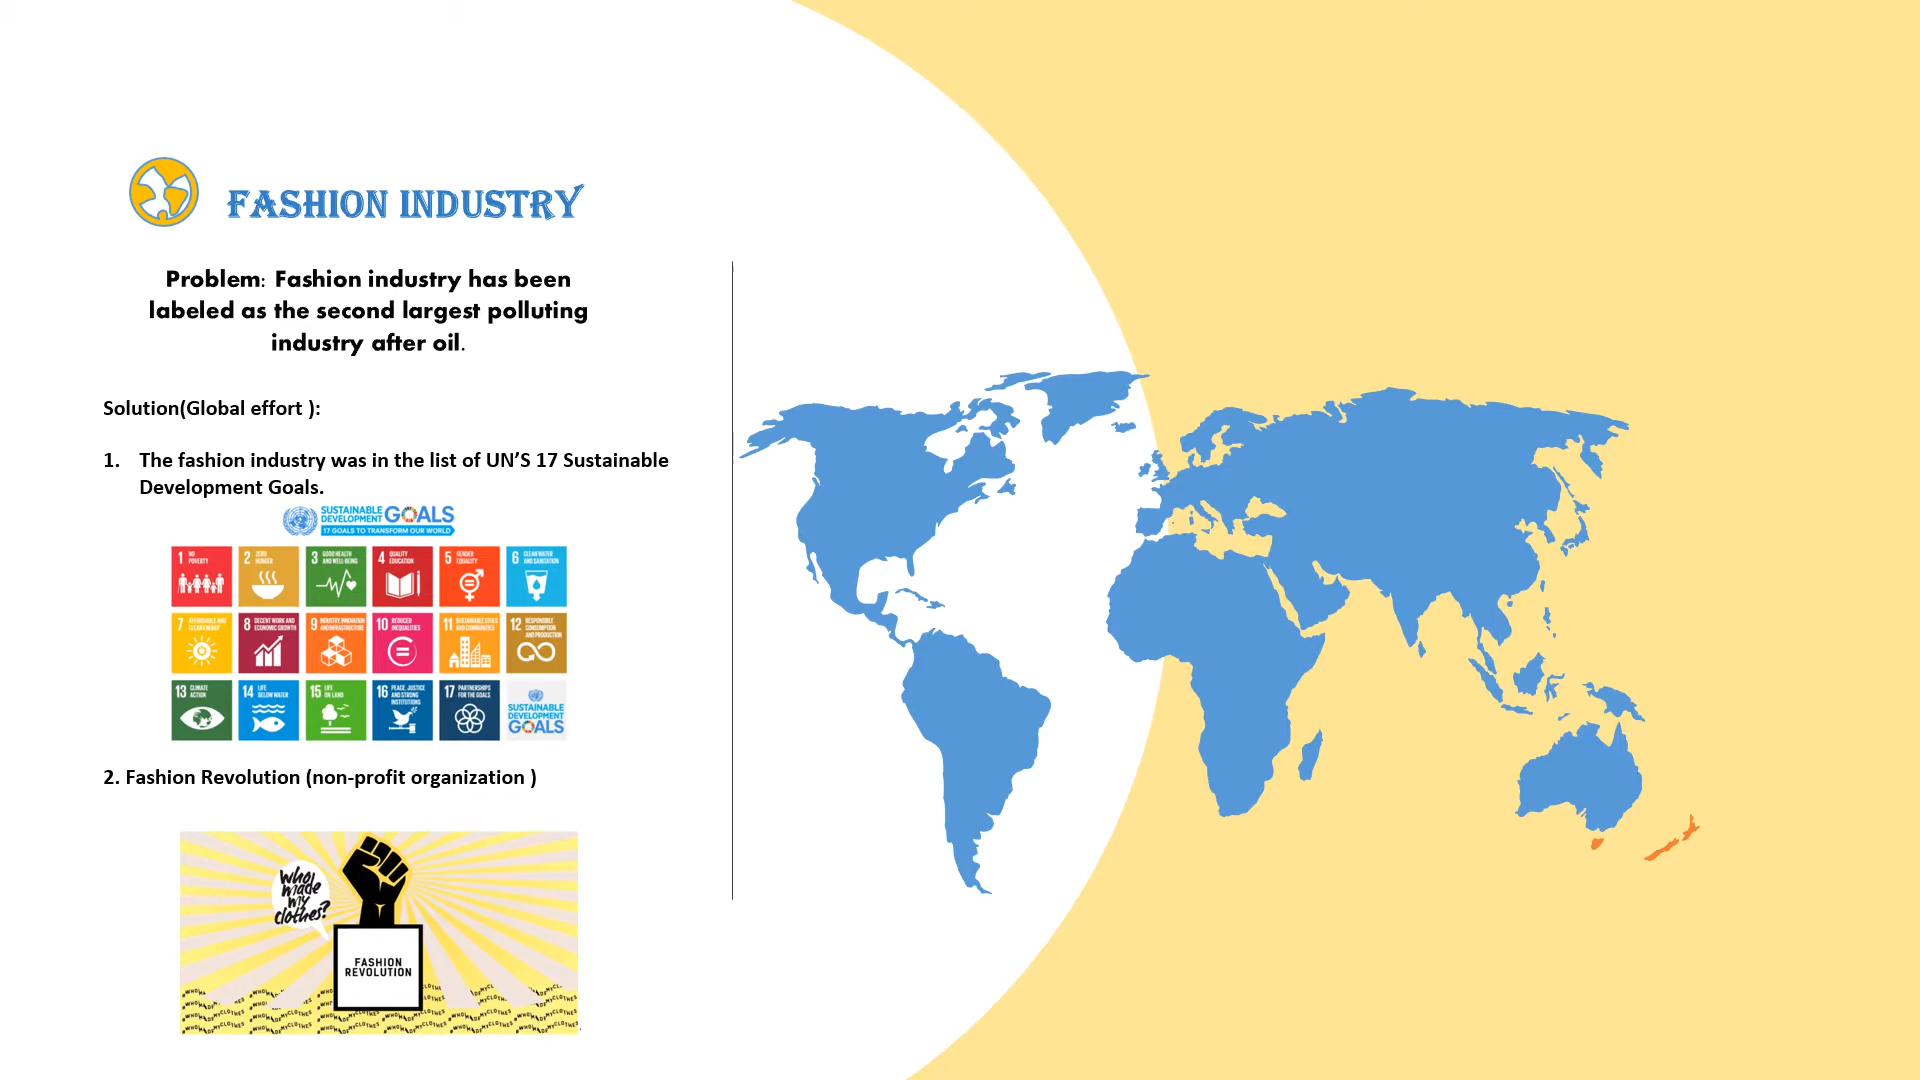 FASHION INDUSTRY
Problem: Fashion industry has been
labeled as the second largest polluting
industry after oil.
Solution(Global effort ):
1. The fashion industry was in the list of UN’S 17 Sustainable
Development Goals.
SUSTAINABLE
DEVELOPMENT GOALS
17 GOALS TO TRANSFORM OUR WORLD
1 NO
POVERTY
2 ZERO
HUNGER
3 GOOD HEALTH
AND WELL-BEING
4 QUALITY
EDUCATION
5 GENDER
EQUALITY
6 CLEAN WATER
AND SANITATION
7 AFFORDABLE AND
CLEAN ENERGY
8 DECENT WORK AND
ECONOMIC GROWTH
9 INDUSTRY, INNOVATION
AND INFRASTRUCTURE
10 REDUCED
INEQUALITIES
11 SUSTAINABLE CITIES
AND COMMUNITIES
12 RESPONSIBLE
CONSUMPTION
AND PRODUCTION
13 CLIMATE
ACTION
14 LIFE
BELOW WATER
15 LIFE
ON LAND
16 PEACE, JUSTICE
AND STRONG
INSTITUTIONS
17 PARTNERSHIPS
FOR THE GOALS
SUSTAINABLE
DEVELOPMENT
GOALS
2. Fashion Revolution (non-profit organization )
who
made
my
clothes?
FASHION
REVOLUTION